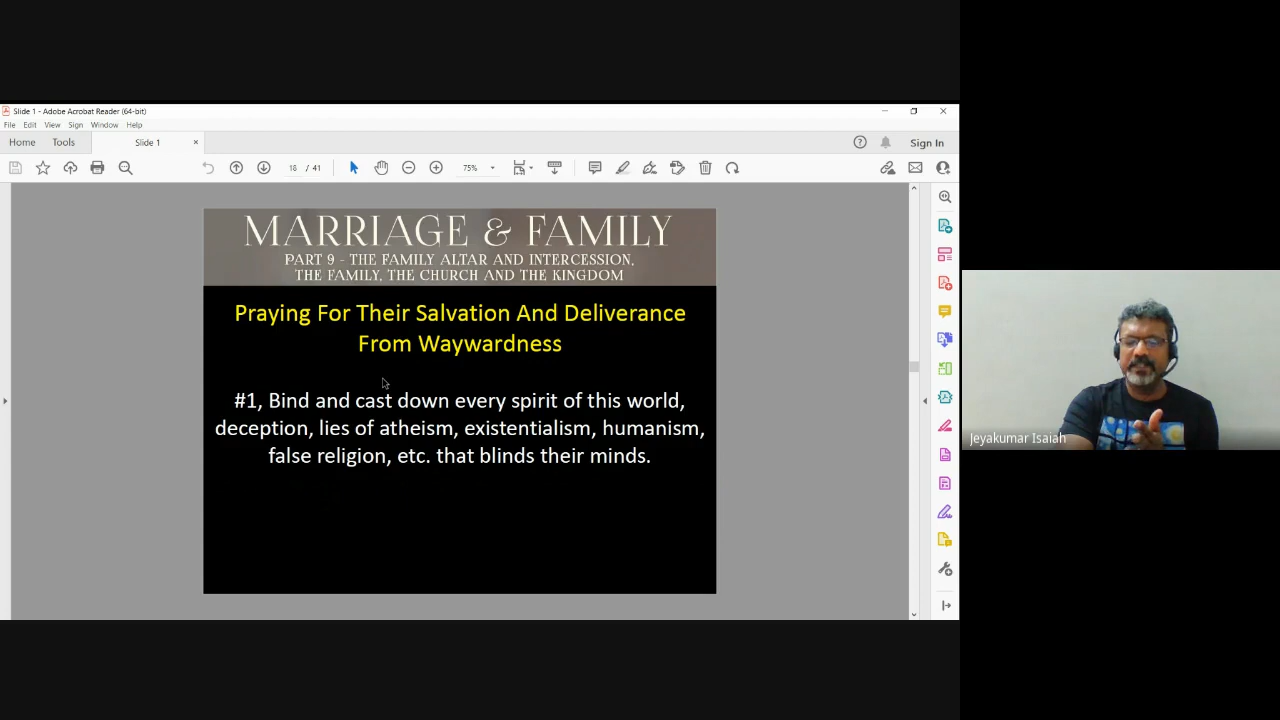 Slide 1 - Adobe Acrobat Reader (64-bit)
File Edit View Sign Window Help
Home Tools Slide 1 × Sign In
18 / 41 75%
MARRIAGE & FAMILY
PART 9 - THE FAMILY ALTAR AND INTERCESSION,
THE FAMILY, THE CHURCH AND THE KINGDOM
Praying For Their Salvation And Deliverance
From Waywardness
#1, Bind and cast down every spirit of this world,
deception, lies of atheism, existentialism, humanism,
false religion, etc. that blinds their minds.
Jeyakumar Isaiah